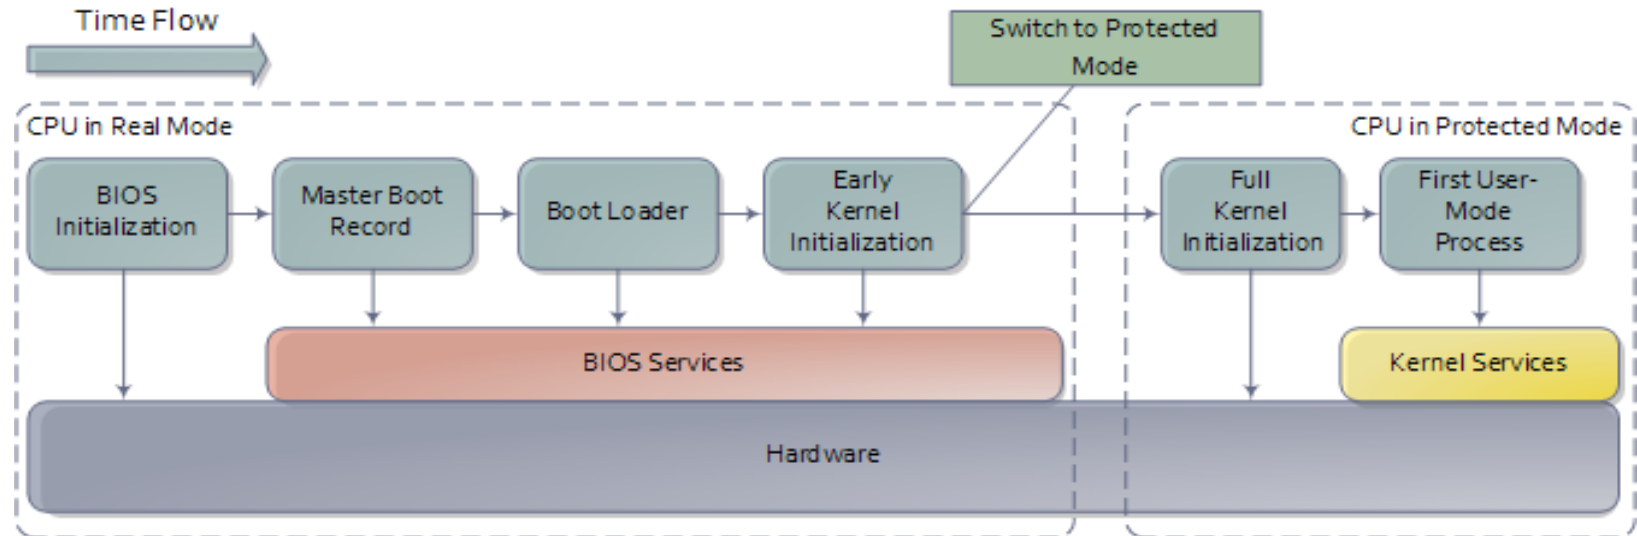 Time Flow
Switch to Protected
Mode
CPU in Real Mode
CPU in Protected Mode
BIOS
Initialization
Master Boot
Record
Boot Loader
Early
Kernel
Initialization
Full
Kernel
Initialization
First User-
Mode
Process
BIOS Services
Kernel Services
Hardware